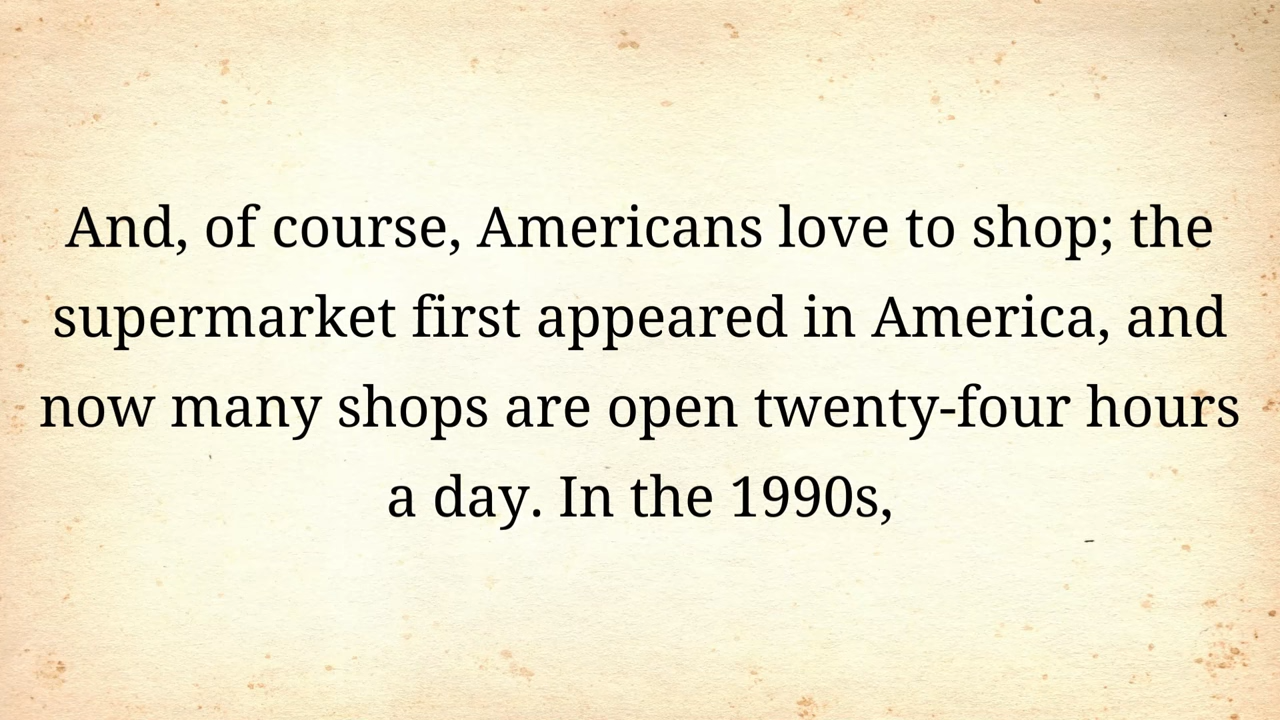 And, of course, Americans love to shop; the
supermarket first appeared in America, and
now many shops are open twenty-four hours
a day. In the 1990s,